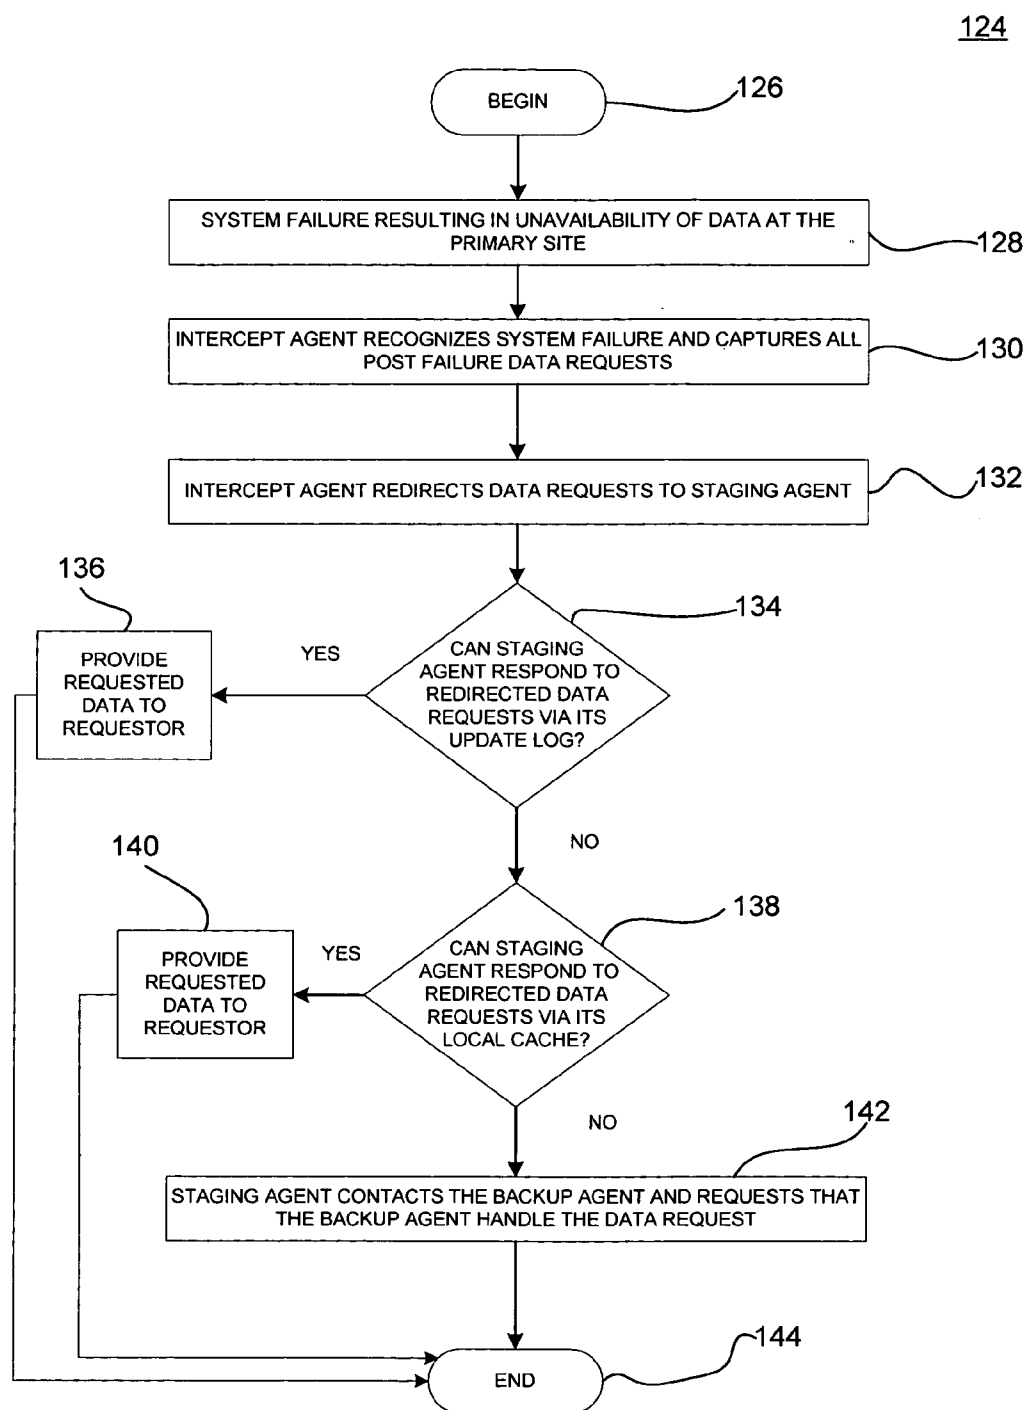 124
BEGIN
126
SYSTEM FAILURE RESULTING IN UNAVAILABILITY OF DATA AT THE
PRIMARY SITE
128
INTERCEPT AGENT RECOGNIZES SYSTEM FAILURE AND CAPTURES ALL
POST FAILURE DATA REQUESTS
130
INTERCEPT AGENT REDIRECTS DATA REQUESTS TO STAGING AGENT
132
134
CAN STAGING
AGENT RESPOND TO
REDIRECTED DATA
REQUESTS VIA ITS
UPDATE LOG?
YES
136
PROVIDE
REQUESTED
DATA TO
REQUESTOR
NO
138
CAN STAGING
AGENT RESPOND TO
REDIRECTED DATA
REQUESTS VIA ITS
LOCAL CACHE?
YES
140
PROVIDE
REQUESTED
DATA TO
REQUESTOR
NO
142
STAGING AGENT CONTACTS THE BACKUP AGENT AND REQUESTS THAT
THE BACKUP AGENT HANDLE THE DATA REQUEST
END
144